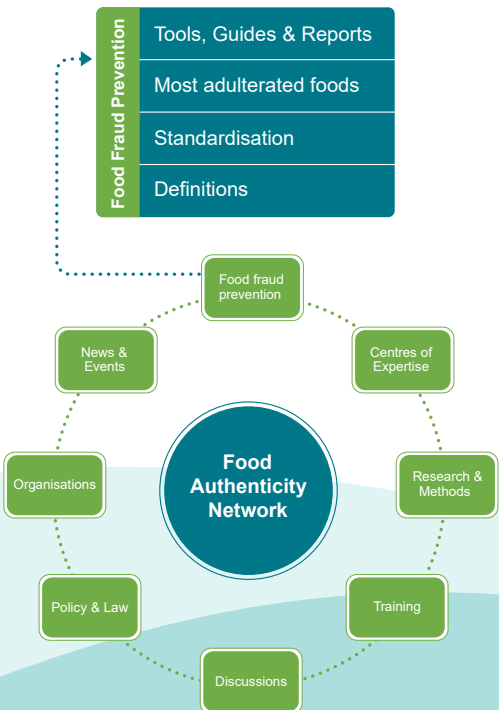 Food Fraud Prevention
Tools, Guides & Reports
Most adulterated foods
Standardisation
Definitions
Food fraud
prevention
News &
Events
Centres of
Expertise
Organisations
Food
Authenticity
Network
Research &
Methods
Policy & Law
Training
Discussions